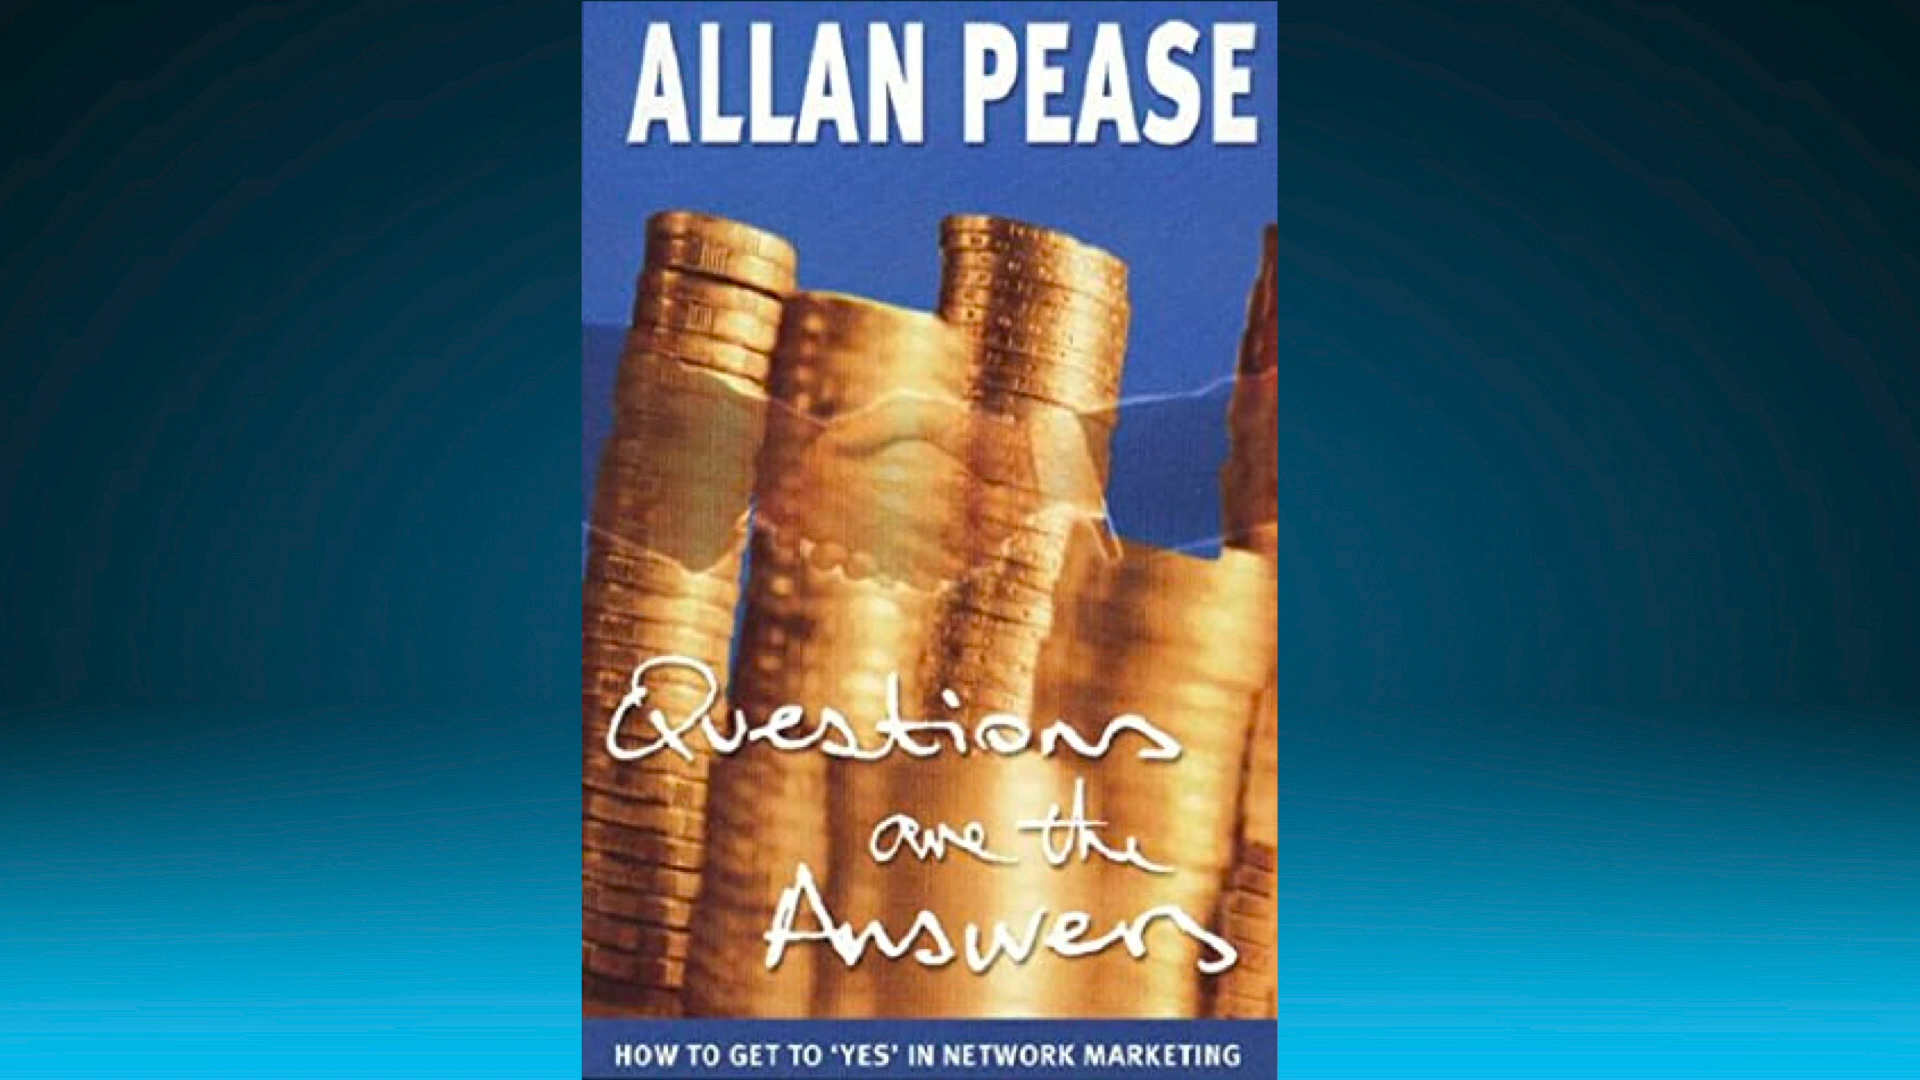 ALLAN PEASE
Questions
are the
Answers
HOW TO GET TO ‘YES’ IN NETWORK MARKETING